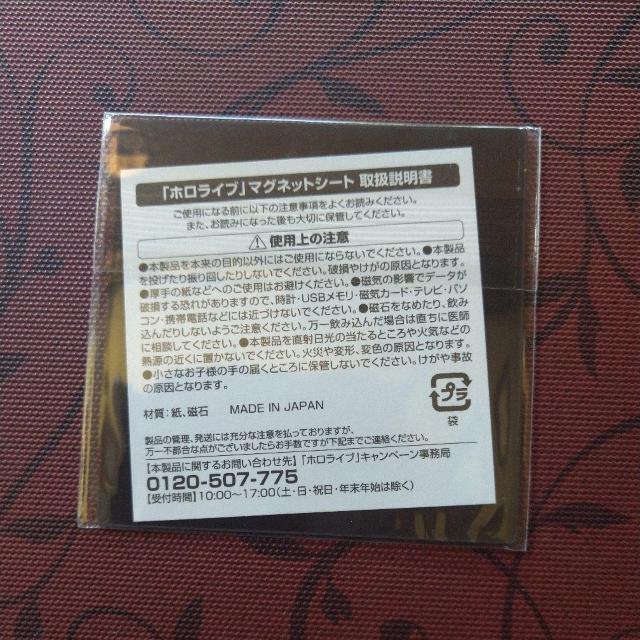 「ホロライブ」マグネットシート 取扱説明書
ご使用になる前に以下の注意事項をよくお読みください。
また、お読みになった後も大切に保管してください。
⚠使用上の注意
●本製品を本来の目的以外にはご使用にならないでください。●本製品
を投げたり振り回したりしないでください。破損やけがの原因となります。
●厚手の紙などへのご使用はお避けください。●磁気の影響でデータが
破損する恐れがありますので、時計・USBメモリ・磁気カード・テレビ・パソ
コン・携帯電話などには近づけないでください。●磁石をなめたり、飲み
込んだりしないようご注意ください。万一飲み込んだ場合は直ちに医師
に相談してください。●本製品を直射日光の当たるところや火気などの
熱源の近くに置かないでください。火災や変形、変色の原因となります。
●小さなお子様の手の届くところに保管しないでください。けがや事故
の原因となります。
材質：紙、磁石 MADE IN JAPAN
プラ
袋
製品の管理、発送には充分な注意を払っておりますが、
万一不都合な点がございましたらお手数ですが下記までご連絡ください。
【本製品に関するお問い合わせ先】「ホロライブ」キャンペーン事務局
0120-507-775
【受付時間】10:00～17:00(土・日・祝日・年末年始は除く)